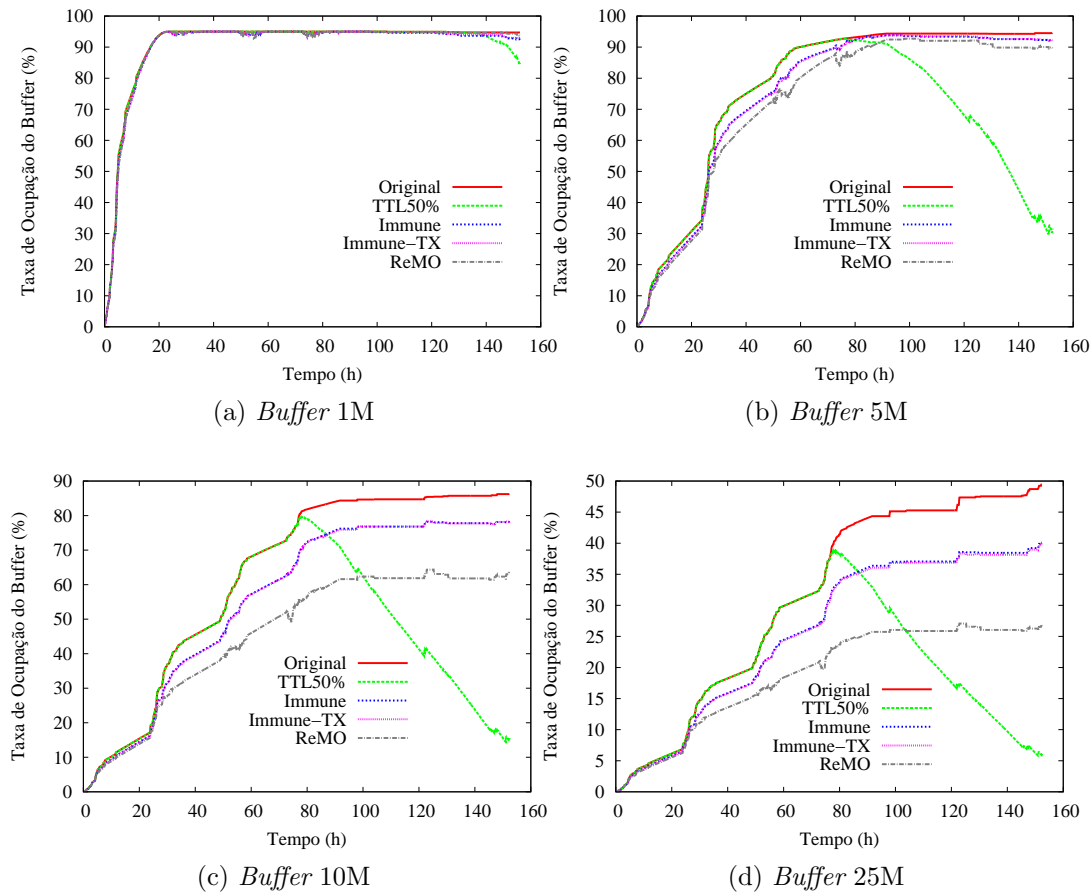 Taxa de Ocupação do Buffer (%)
100
90
80
70
60
50
40
30
20
10
0
0 20 40 60 80 100 120 140 160
Tempo (h)
Original
TTL50%
Immune
Immune−TX
ReMO
(a) Buffer 1M
Taxa de Ocupação do Buffer (%)
100
90
80
70
60
50
40
30
20
10
0
0 20 40 60 80 100 120 140 160
Tempo (h)
Original
TTL50%
Immune
Immune−TX
ReMO
(b) Buffer 5M
Taxa de Ocupação do Buffer (%)
90
80
70
60
50
40
30
20
10
0
0 20 40 60 80 100 120 140 160
Tempo (h)
Original
TTL50%
Immune
Immune−TX
ReMO
(c) Buffer 10M
Taxa de Ocupação do Buffer (%)
50
45
40
35
30
25
20
15
10
5
0
0 20 40 60 80 100 120 140 160
Tempo (h)
Original
TTL50%
Immune
Immune−TX
ReMO
(d) Buffer 25M